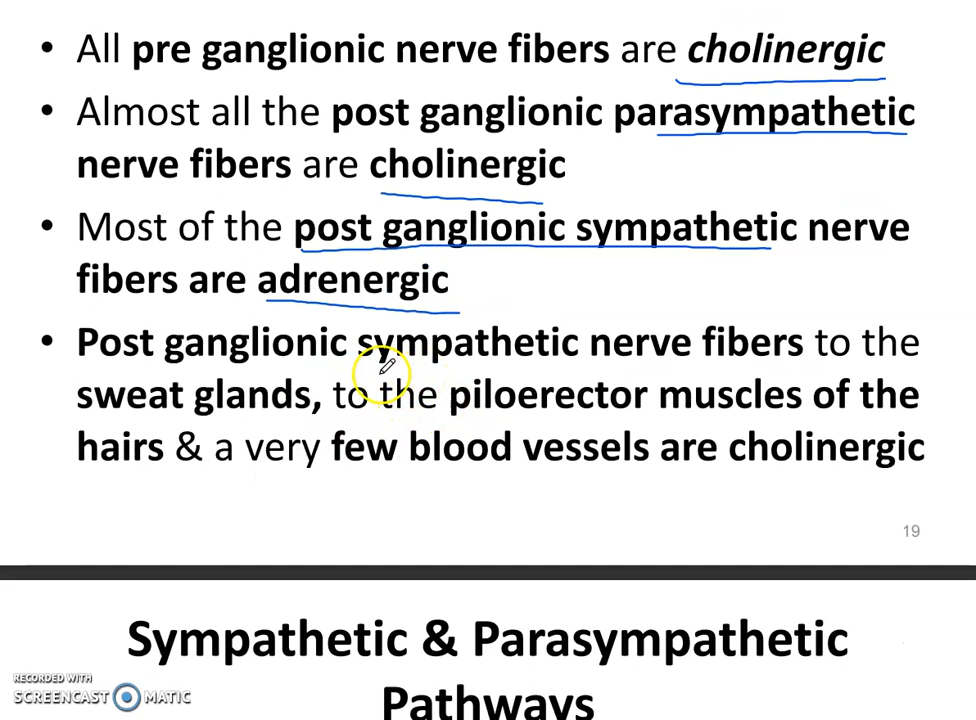 • All pre ganglionic nerve fibers are cholinergic
• Almost all the post ganglionic parasympathetic
nerve fibers are cholinergic
• Most of the post ganglionic sympathetic nerve
fibers are adrenergic
• Post ganglionic sympathetic nerve fibers to the
sweat glands, to the piloerector muscles of the
hairs & a very few blood vessels are cholinergic
19
Sympathetic & Parasympathetic
Pathways
RECORDED WITH
SCREENCAST MATIC